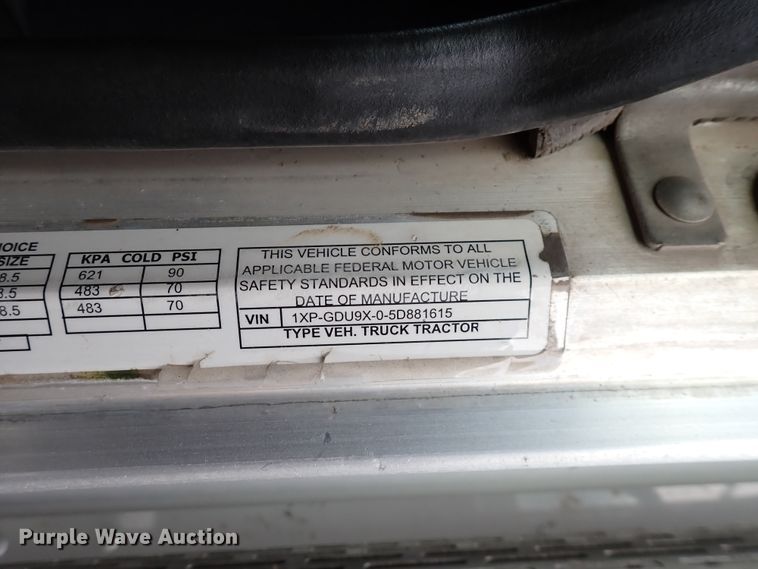 HOICE
SIZE
8.5
8.5
8.5
KPA COLD PSI
621 90
483 70
483 70
THIS VEHICLE CONFORMS TO ALL
APPLICABLE FEDERAL MOTOR VEHICLE
SAFETY STANDARDS IN EFFECT ON THE
DATE OF MANUFACTURE
VIN 1XP-GDU9X-0-5D881615
TYPE VEH. TRUCK TRACTOR
Purple Wave Auction